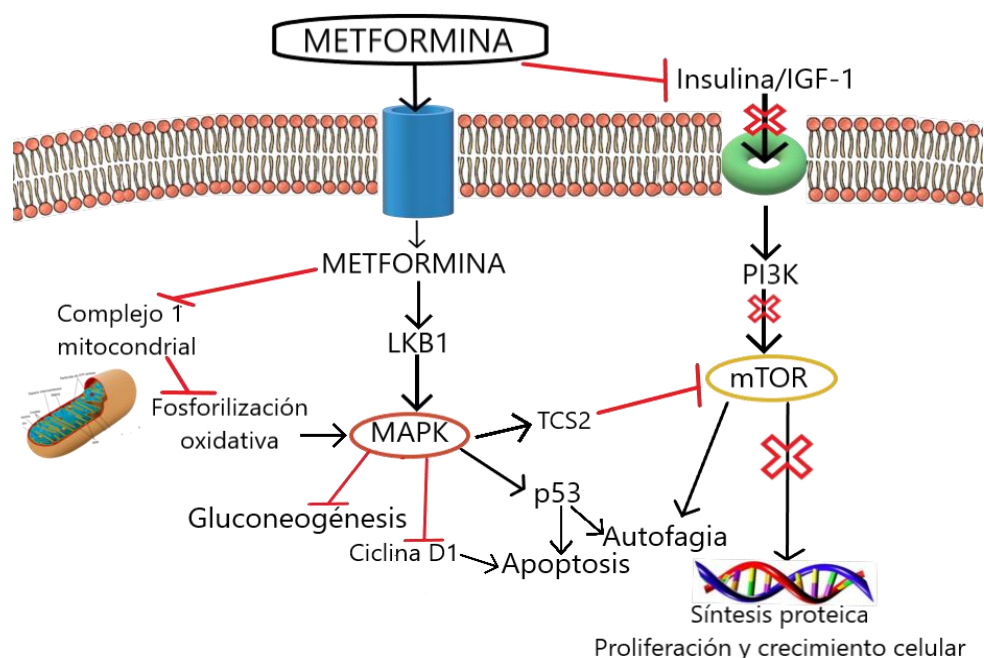 METFORMINA
Insulina/IGF-1
METFORMINA
PI3K
Complejo 1
mitocondrial
LKB1
mTOR
Fosforilización
oxidativa
MAPK
TCS2
p53
Gluconeogénesis
Autofagia
Ciclina D1
Apoptosis
Síntesis proteica
Proliferación y crecimiento celular